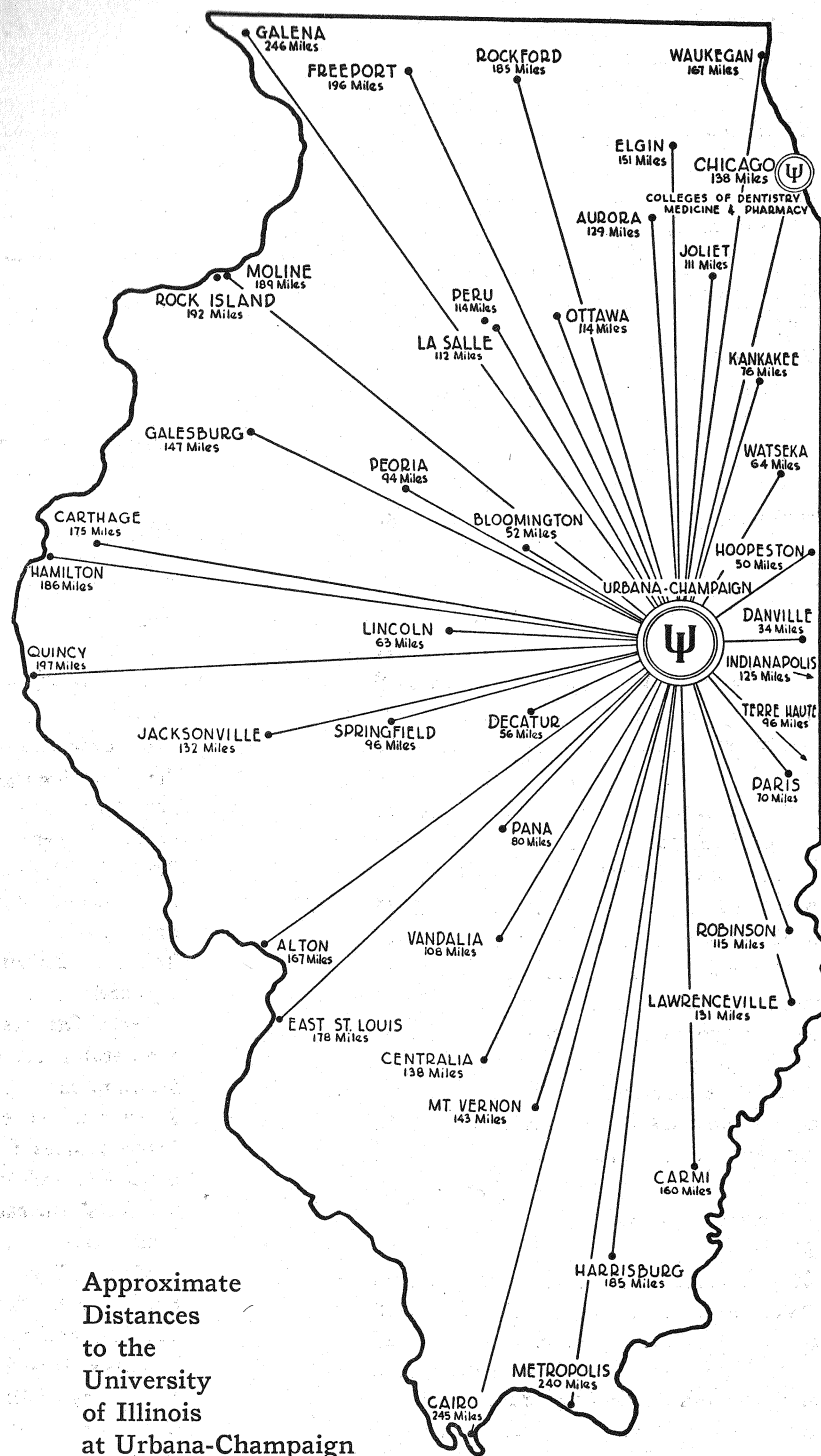 GALENA
246 Miles
FREEPORT
196 Miles
ROCKFORD
185 Miles
WAUKEGAN
167 Miles
ELGIN
151 Miles
CHICAGO
138 Miles
COLLEGES OF DENTISTRY
MEDICINE & PHARMACY
AURORA
129 Miles
JOLIET
111 Miles
MOLINE
189 Miles
ROCK ISLAND
192 Miles
PERU
114 Miles
LA SALLE
112 Miles
OTTAWA
114 Miles
KANKAKEE
76 Miles
GALESBURG
147 Miles
PEORIA
94 Miles
WATSEKA
64 Miles
CARTHAGE
175 Miles
BLOOMINGTON
52 Miles
HOOPESTON
50 Miles
HAMILTON
186 Miles
URBANA-CHAMPAIGN
UI
LINCOLN
63 Miles
DANVILLE
34 Miles
QUINCY
197 Miles
INDIANAPOLIS
125 Miles
JACKSONVILLE
132 Miles
SPRINGFIELD
96 Miles
DECATUR
56 Miles
TERRE HAUTE
96 Miles
PARIS
70 Miles
PANA
80 Miles
ALTON
167 Miles
VANDALIA
108 Miles
ROBINSON
115 Miles
EAST ST. LOUIS
178 Miles
LAWRENCEVILLE
131 Miles
CENTRALIA
138 Miles
MT. VERNON
143 Miles
CARMI
160 Miles
HARRISBURG
185 Miles
METROPOLIS
240 Miles
CAIRO
245 Miles
Approximate
Distances
to the
University
of Illinois
at Urbana-Champaign